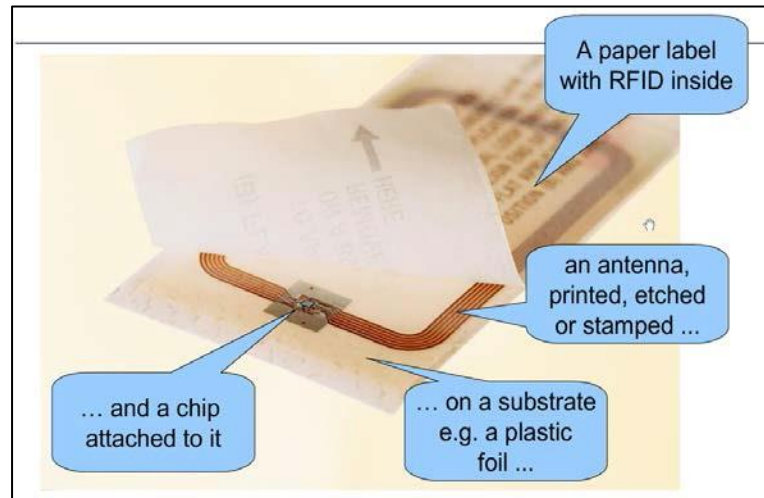 A paper label
with RFID inside
an antenna,
printed, etched
or stamped ...
... on a substrate
e.g. a plastic
foil ...
... and a chip
attached to it
HERE